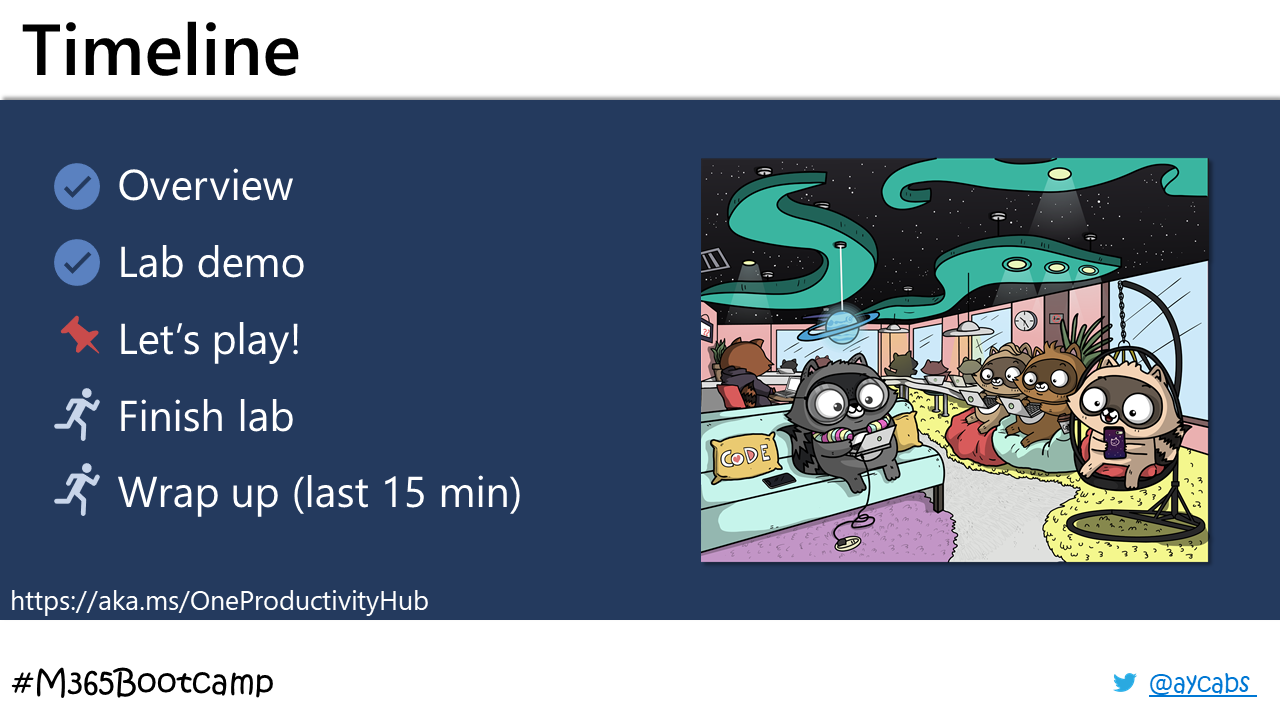 Timeline
Overview
Lab demo
Let’s play!
Finish lab
Wrap up (last 15 min)
CODE
https://aka.ms/OneProductivityHub
#M365Bootcamp
@aycabs